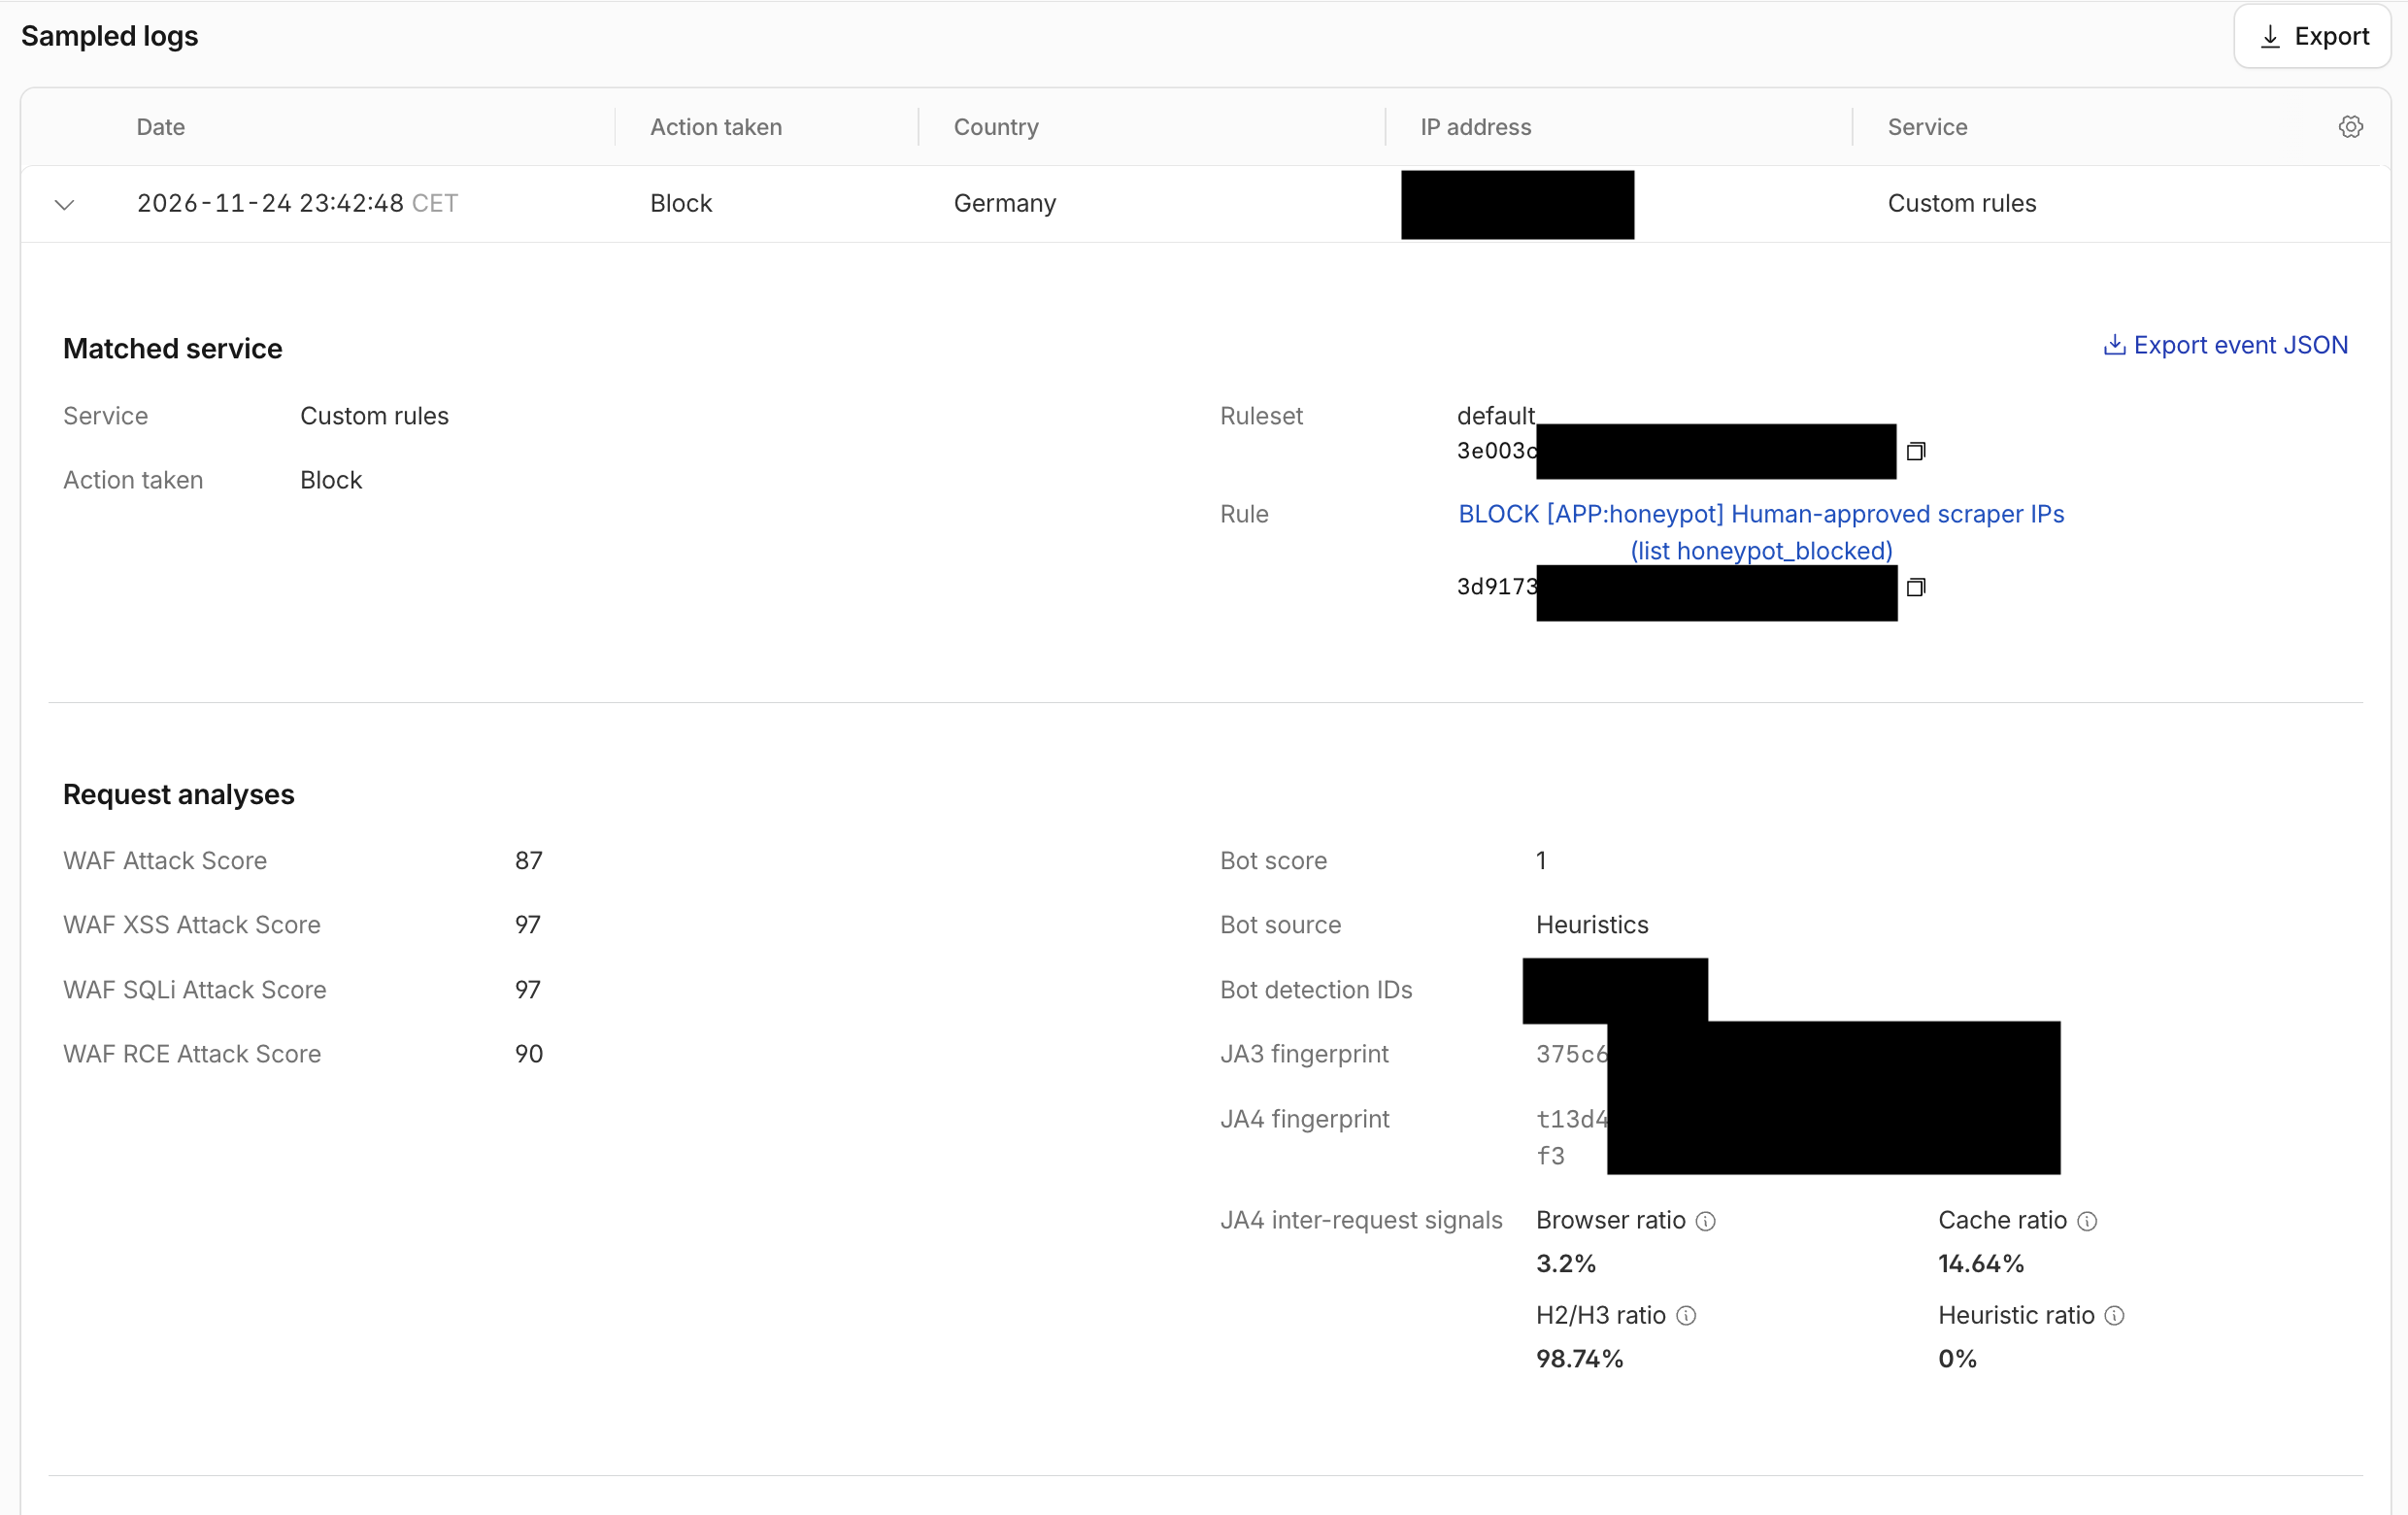 Sampled logs
Export
Date Action taken Country IP address Service
2026-11-24 23:42:48 CET Block Germany Custom rules
Matched service
Export event JSON
Service Custom rules
Ruleset default
3e003c
Action taken Block
Rule BLOCK [APP:honeypot] Human-approved scraper IPs
(list honeypot_blocked)
3d9173
Request analyses
WAF Attack Score 87
Bot score 1
WAF XSS Attack Score 97
Bot source Heuristics
WAF SQLi Attack Score 97
Bot detection IDs
WAF RCE Attack Score 90
JA3 fingerprint 375c6
JA4 fingerprint t13d4
f3
JA4 inter-request signals Browser ratio Cache ratio
3.2% 14.64%
H2/H3 ratio Heuristic ratio
98.74% 0%